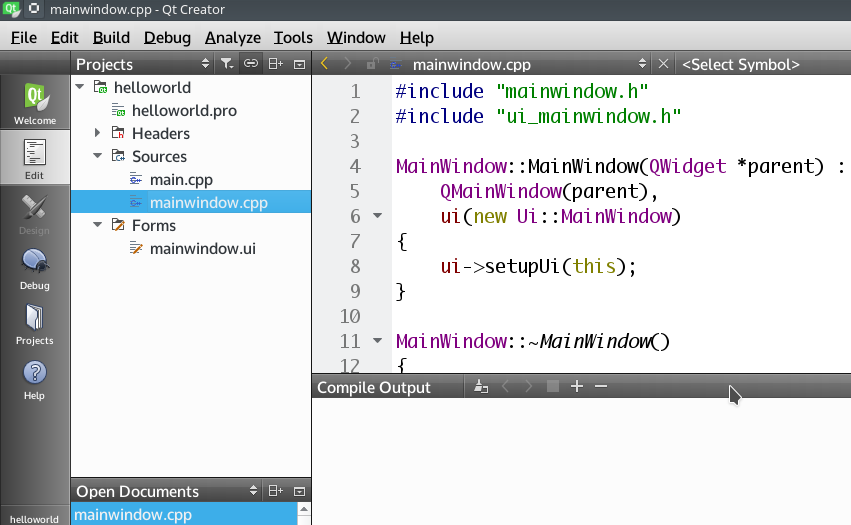 mainwindow.cpp - Qt Creator
File Edit Build Debug Analyze Tools Window Help
Projects
mainwindow.cpp
<Select Symbol>
Qt
Welcome
Edit
Design
Debug
Projects
? 
Help
helloworld
helloworld
helloworld.pro
Headers
Sources
main.cpp
mainwindow.cpp
Forms
mainwindow.ui
Open Documents
mainwindow.cpp
1 #include "mainwindow.h"
2 #include "ui_mainwindow.h"
3
4 MainWindow::MainWindow(QWidget *parent) :
5 QMainWindow(parent),
6 ui(new Ui::MainWindow)
7 {
8 ui->setupUi(this);
9 }
10
11 MainWindow::~MainWindow()
12 {
Compile Output